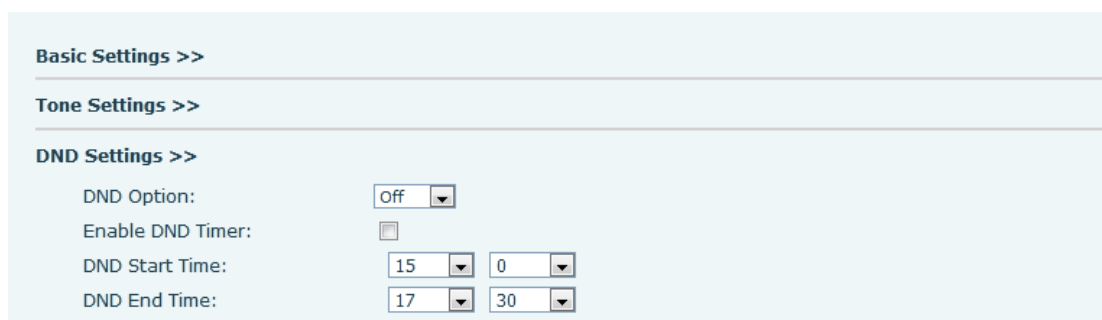 Basic Settings >>
Tone Settings >>
DND Settings >>
DND Option: Off
Enable DND Timer:
DND Start Time: 15 0
DND End Time: 17 30